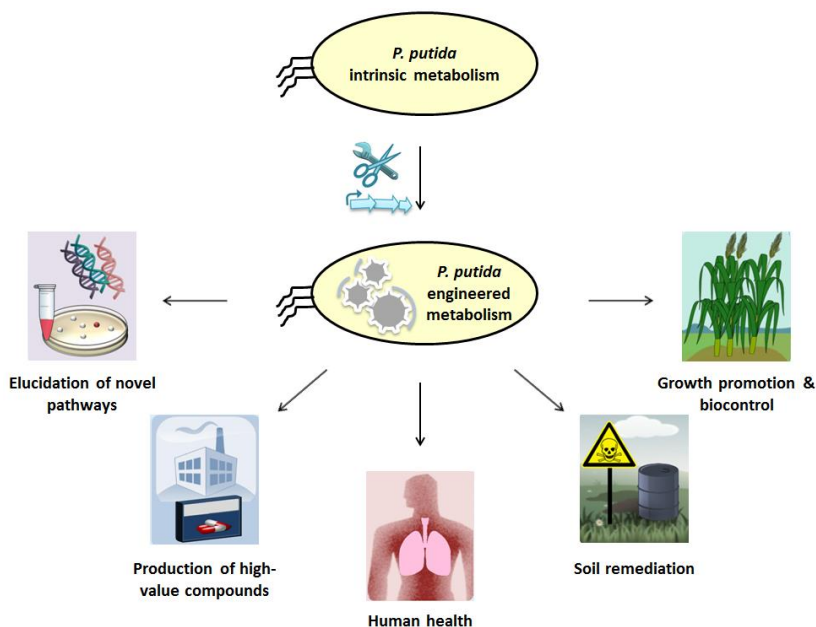 P. putida
intrinsic metabolism
P. putida
engineered
metabolism
Elucidation of novel
pathways
Growth promotion &
biocontrol
Production of high-
value compounds
Soil remediation
Human health